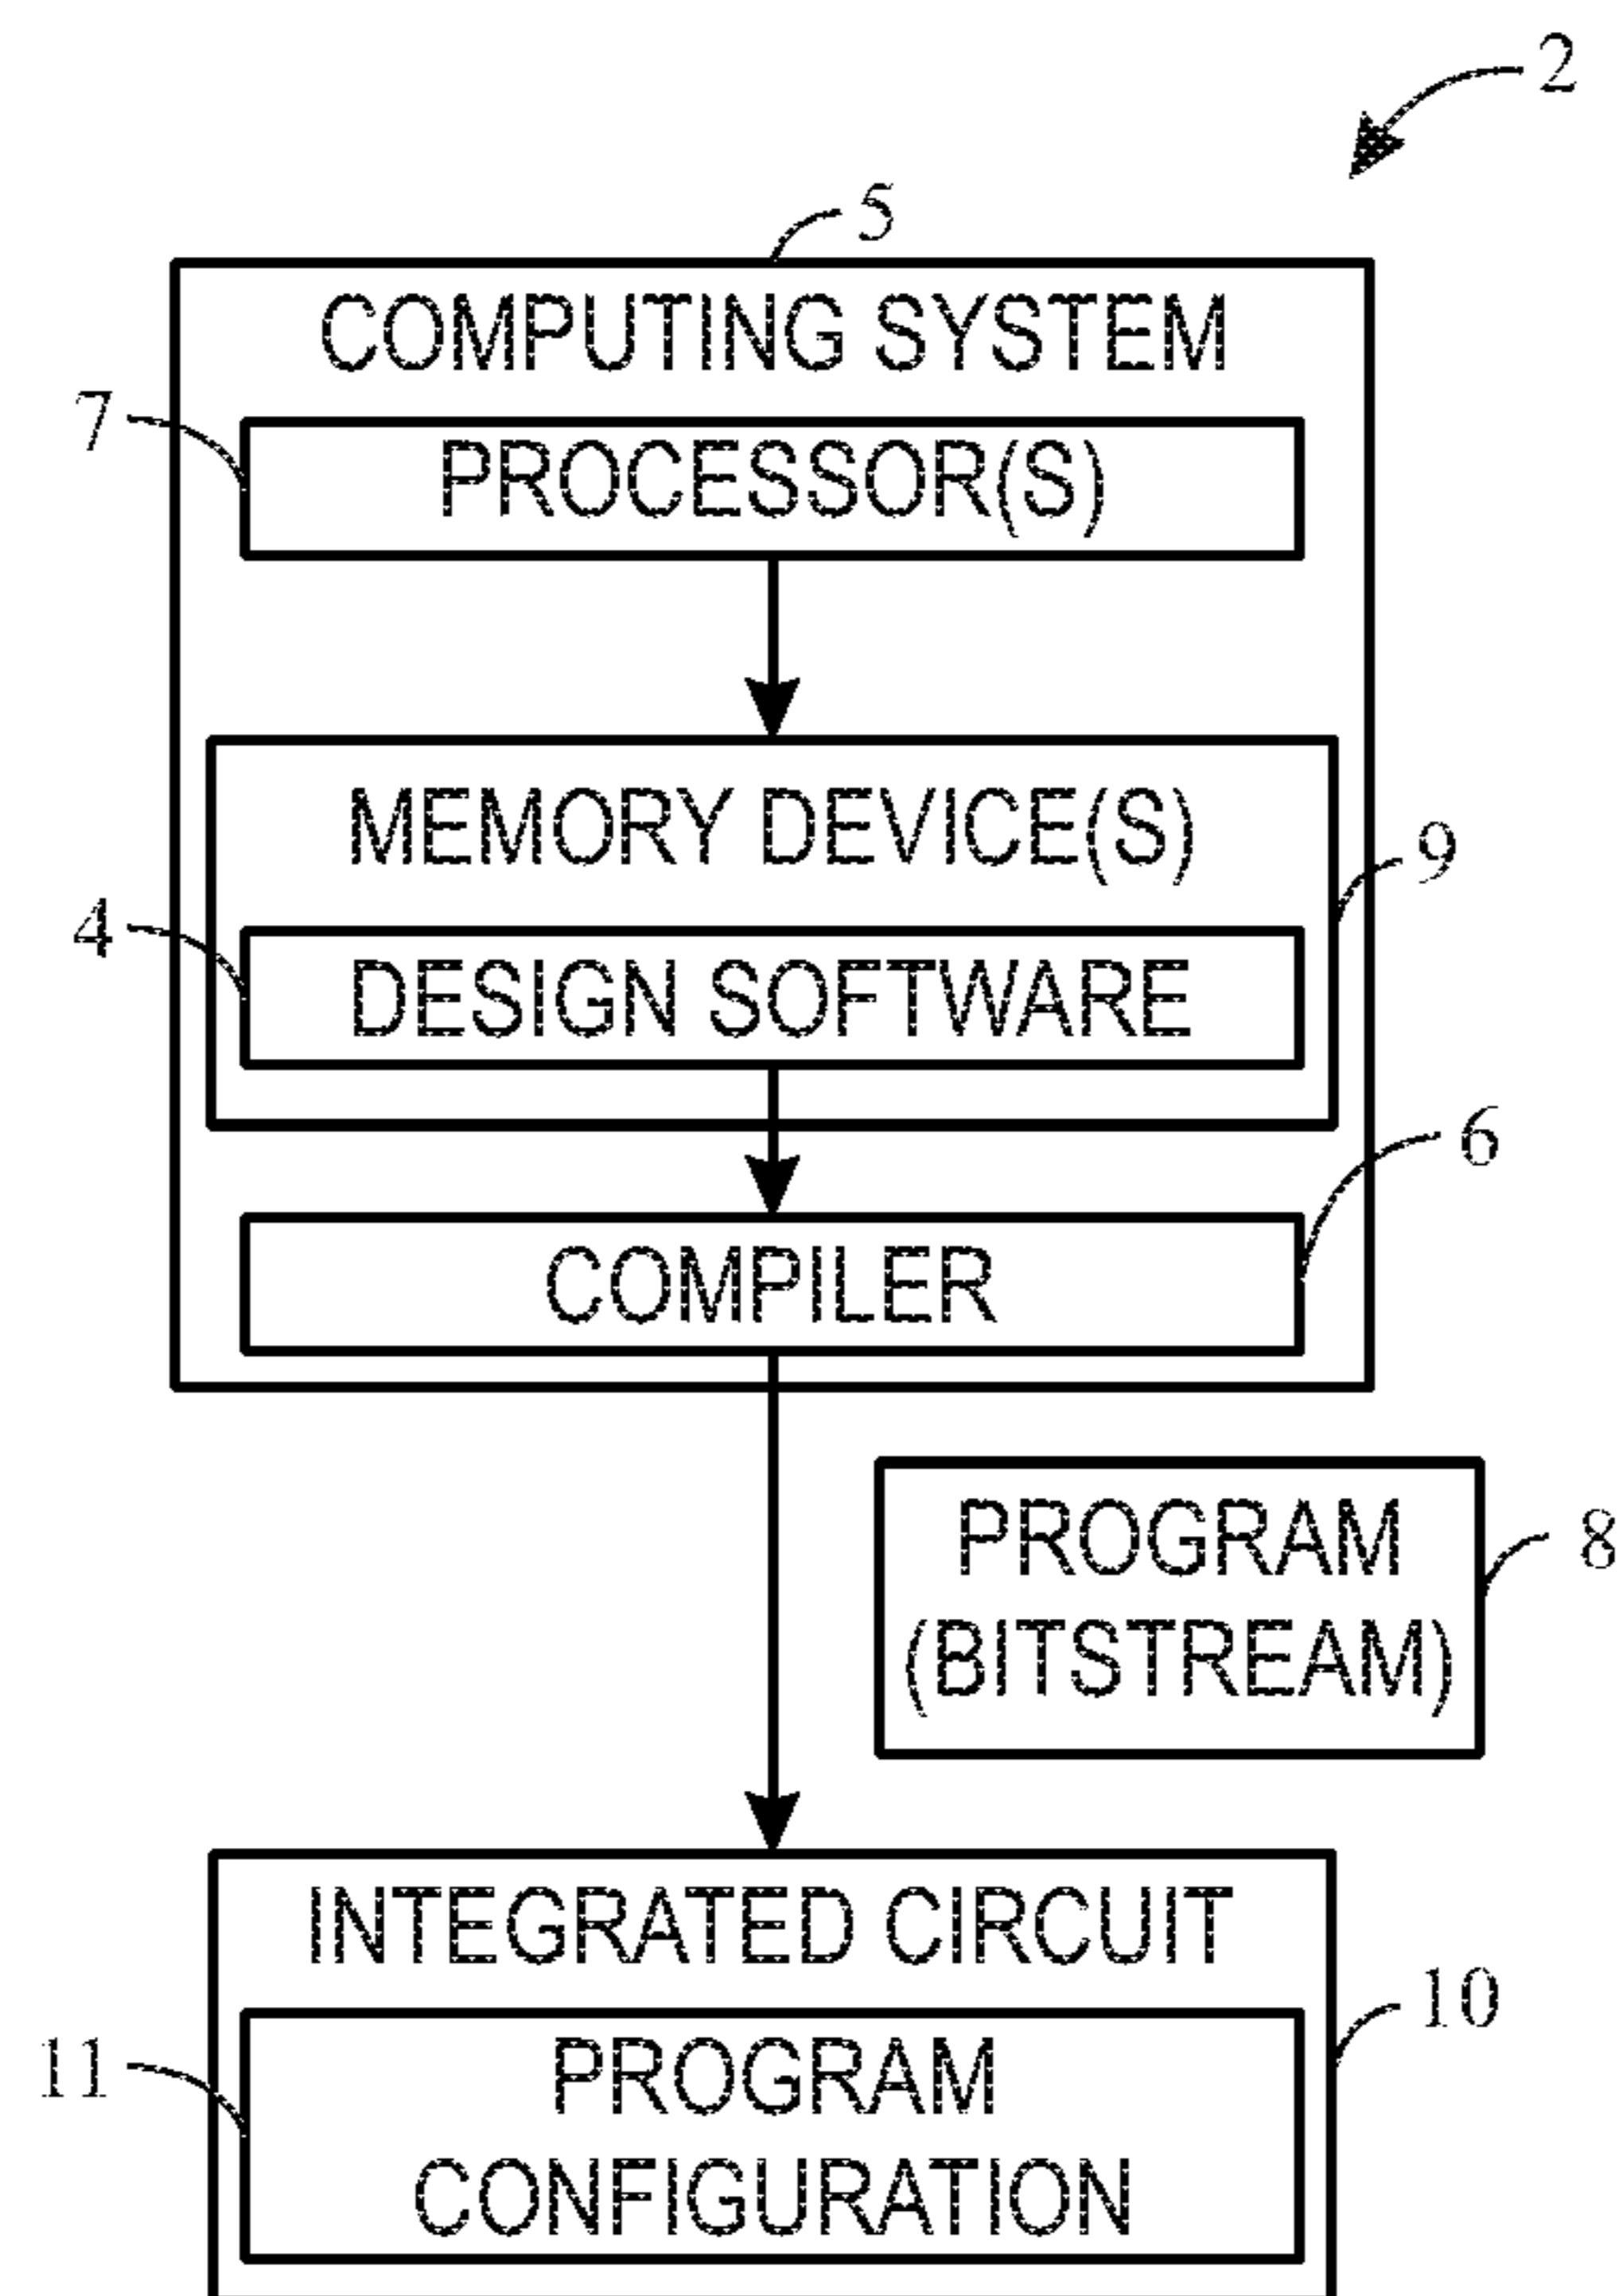 2
5
COMPUTING SYSTEM
7
PROCESSOR(S)
MEMORY DEVICE(S)
9
4
DESIGN SOFTWARE
6
COMPILER
PROGRAM
(BITSTREAM)
8
INTEGRATED CIRCUIT
10
11
PROGRAM
CONFIGURATION